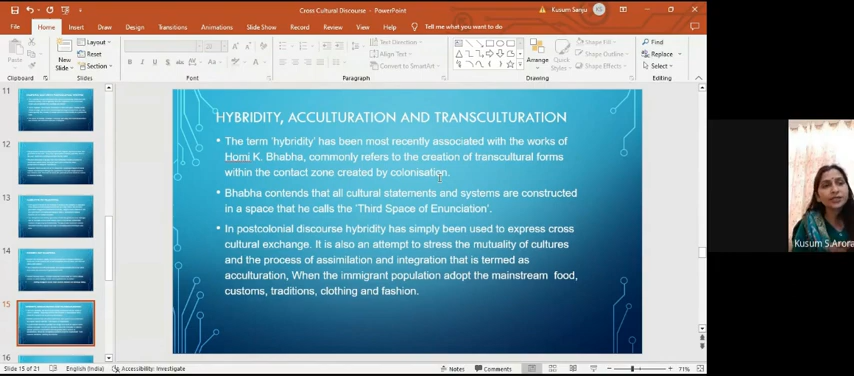 Cross Cultural Discourse - PowerPoint
Kusum Sanju
KS
File Home Insert Draw Design Transitions Animations Slide Show Record Review View Help Tell me what you want to do
Paste
Clipboard
New
Slide
Layout
Reset
Section
Slides
B I U S abc AV Aa A
Font
Text Direction
Align Text
Convert to SmartArt
Paragraph
Arrange
Quick
Styles
Shape Fill
Shape Outline
Shape Effects
Drawing
Find
Replace
Select
Editing
11
12
13
14
15
16
HYBRIDITY, ACCULTURATION AND TRANSCULTURATION
• The term 'hybridity' has been most recently associated with the works of
Homi K. Bhabha, commonly refers to the creation of transcultural forms
within the contact zone created by colonisation.
• Bhabha contends that all cultural statements and systems are constructed
in a space that he calls the 'Third Space of Enunciation'.
• In postcolonial discourse hybridity has simply been used to express cross
cultural exchange. It is also an attempt to stress the mutuality of cultures
and the process of assimilation and integration that is termed as
acculturation, When the immigrant population adopt the mainstream food,
customs, traditions, clothing and fashion.
Kusum S.Arora
Slide 15 of 21 English (India) Accessibility: Investigate Notes Comments 71%